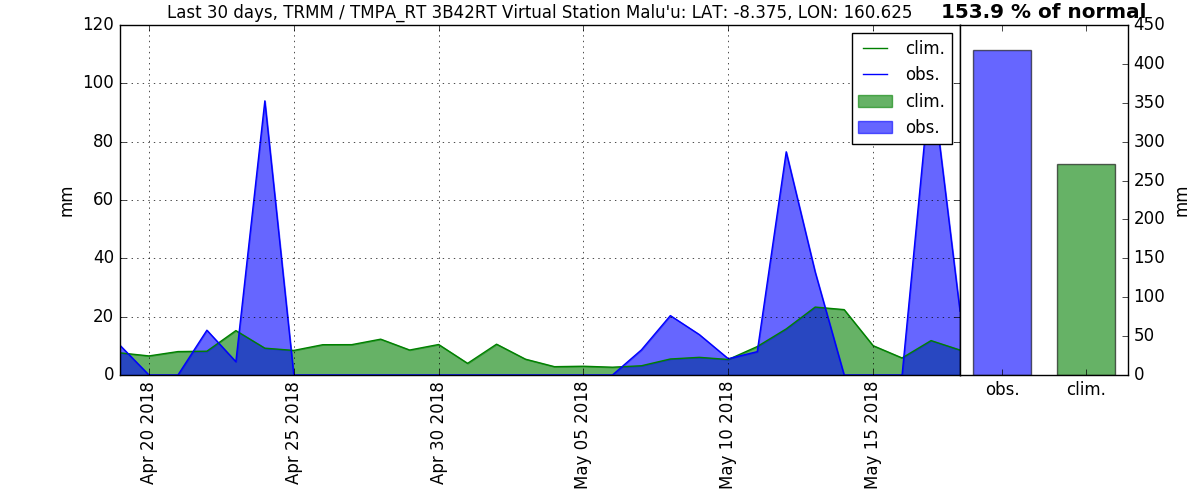 Last 30 days, TRMM / TMPA_RT 3B42RT Virtual Station Malu'u: LAT: -8.375, LON: 160.625
153.9 % of normal
120
100
80
60
40
20
0
mm
clim.
obs.
clim.
obs.
Apr 20 2018
Apr 25 2018
Apr 30 2018
May 05 2018
May 10 2018
May 15 2018
450
400
350
300
250
200
150
100
50
0
mm
obs.
clim.